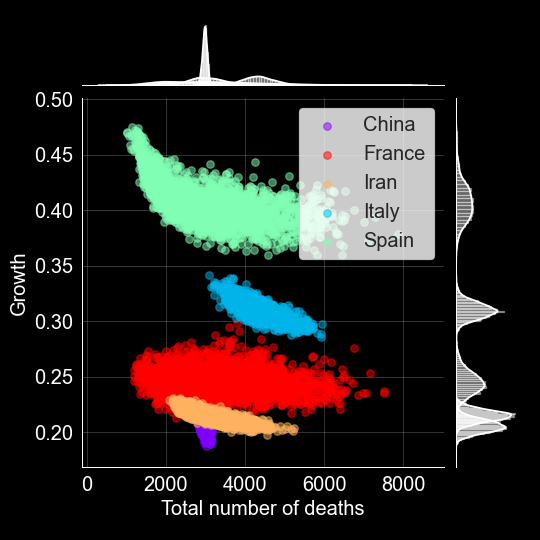 0.50
0.45
0.40
0.35
0.30
0.25
0.20
Growth
China
France
Iran
Italy
Spain
0 2000 4000 6000 8000
Total number of deaths